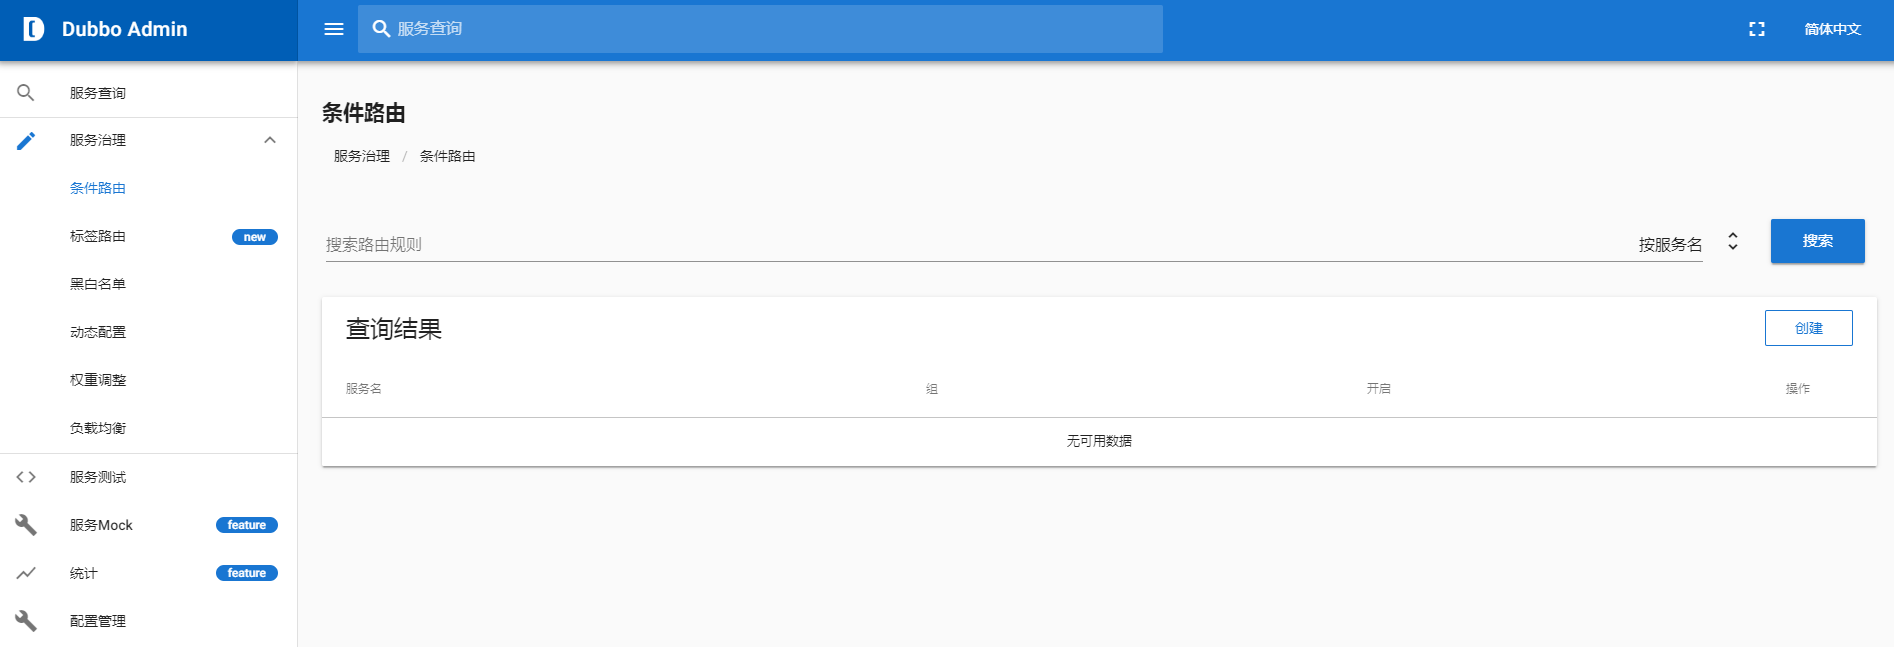 Dubbo Admin
服务查询
简体中文
服务查询
服务治理
条件路由
标签路由 new
黑白名单
动态配置
权重调整
负载均衡
服务测试
服务Mock feature
统计 feature
配置管理
条件路由
服务治理 / 条件路由
搜索路由规则 按服务名 搜索
查询结果 创建
服务名 组 开启 操作
无可用数据